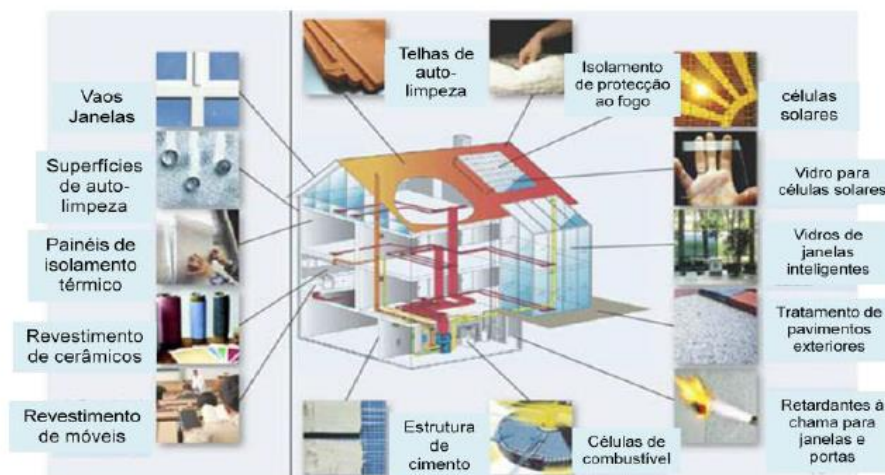 Vaos
Janelas
Superfícies
de auto-
limpeza
Painéis de
isolamento
térmico
Revestimento
de cerâmicos
Revestimento
de móveis
Telhas de
auto-
limpeza
Isolamento
de protecção
ao fogo
células
solares
Vidro para
células solares
Vidros de
janelas
inteligentes
Tratamento de
pavimentos
exteriores
Retardantes à
chama para
janelas e
portas
Estrutura
de
cimento
Células de
combustível